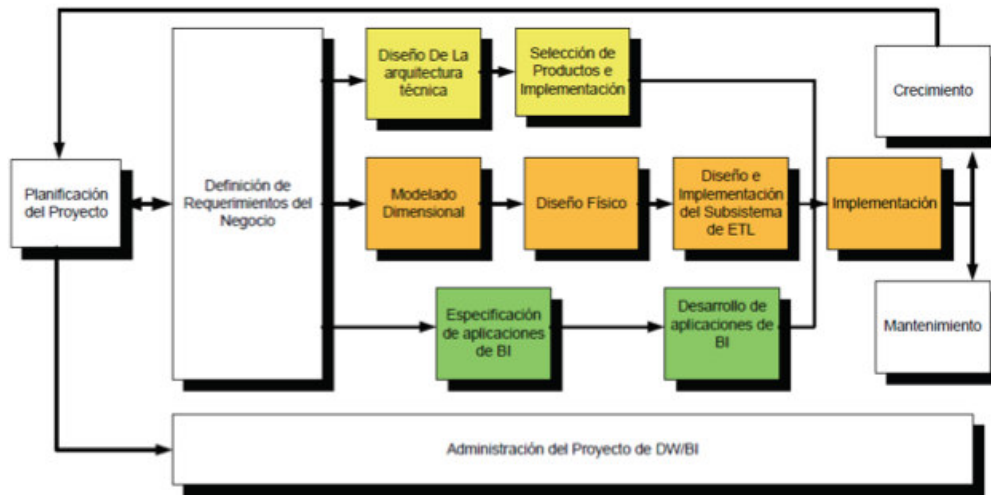 Planificación
del Proyecto
Definición de
Requerimientos del
Negocio
Diseño De La
arquitectura
técnica
Selección de
Productos e
Implementación
Modelado
Dimensional
Diseño Físico
Diseño e
Implementación
del Subsistema
de ETL
Especificación
de aplicaciones
de BI
Desarrollo de
aplicaciones de
BI
Implementación
Crecimiento
Mantenimiento
Administración del Proyecto de DW/BI